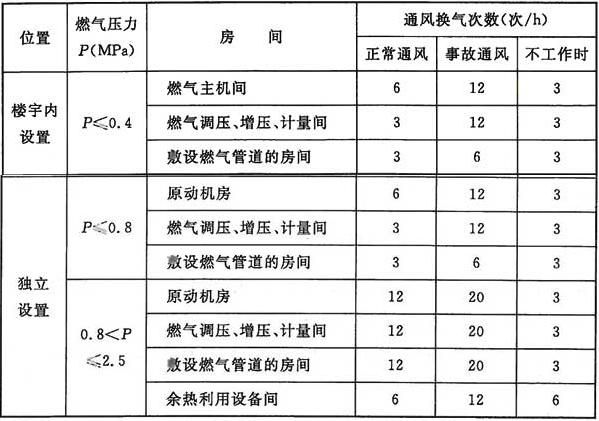 位置 燃气压力 P(MPa) 房 间 通风换气次数(次/h)
正常通风 事故通风 不工作时
楼宇内设置 P≤0.4 燃气主机间 6 12 3
燃气调压、增压、计量间 3 12 3
敷设燃气管道的房间 3 6 3
独立设置 P≤0.8 原动机房 6 12 3
燃气调压、增压、计量间 3 12 3
敷设燃气管道的房间 3 6 3
0.8<P≤2.5 原动机房 12 20 3
燃气调压、增压、计量间 12 20 3
敷设燃气管道的房间 12 20 3
余热利用设备间 6 12 6